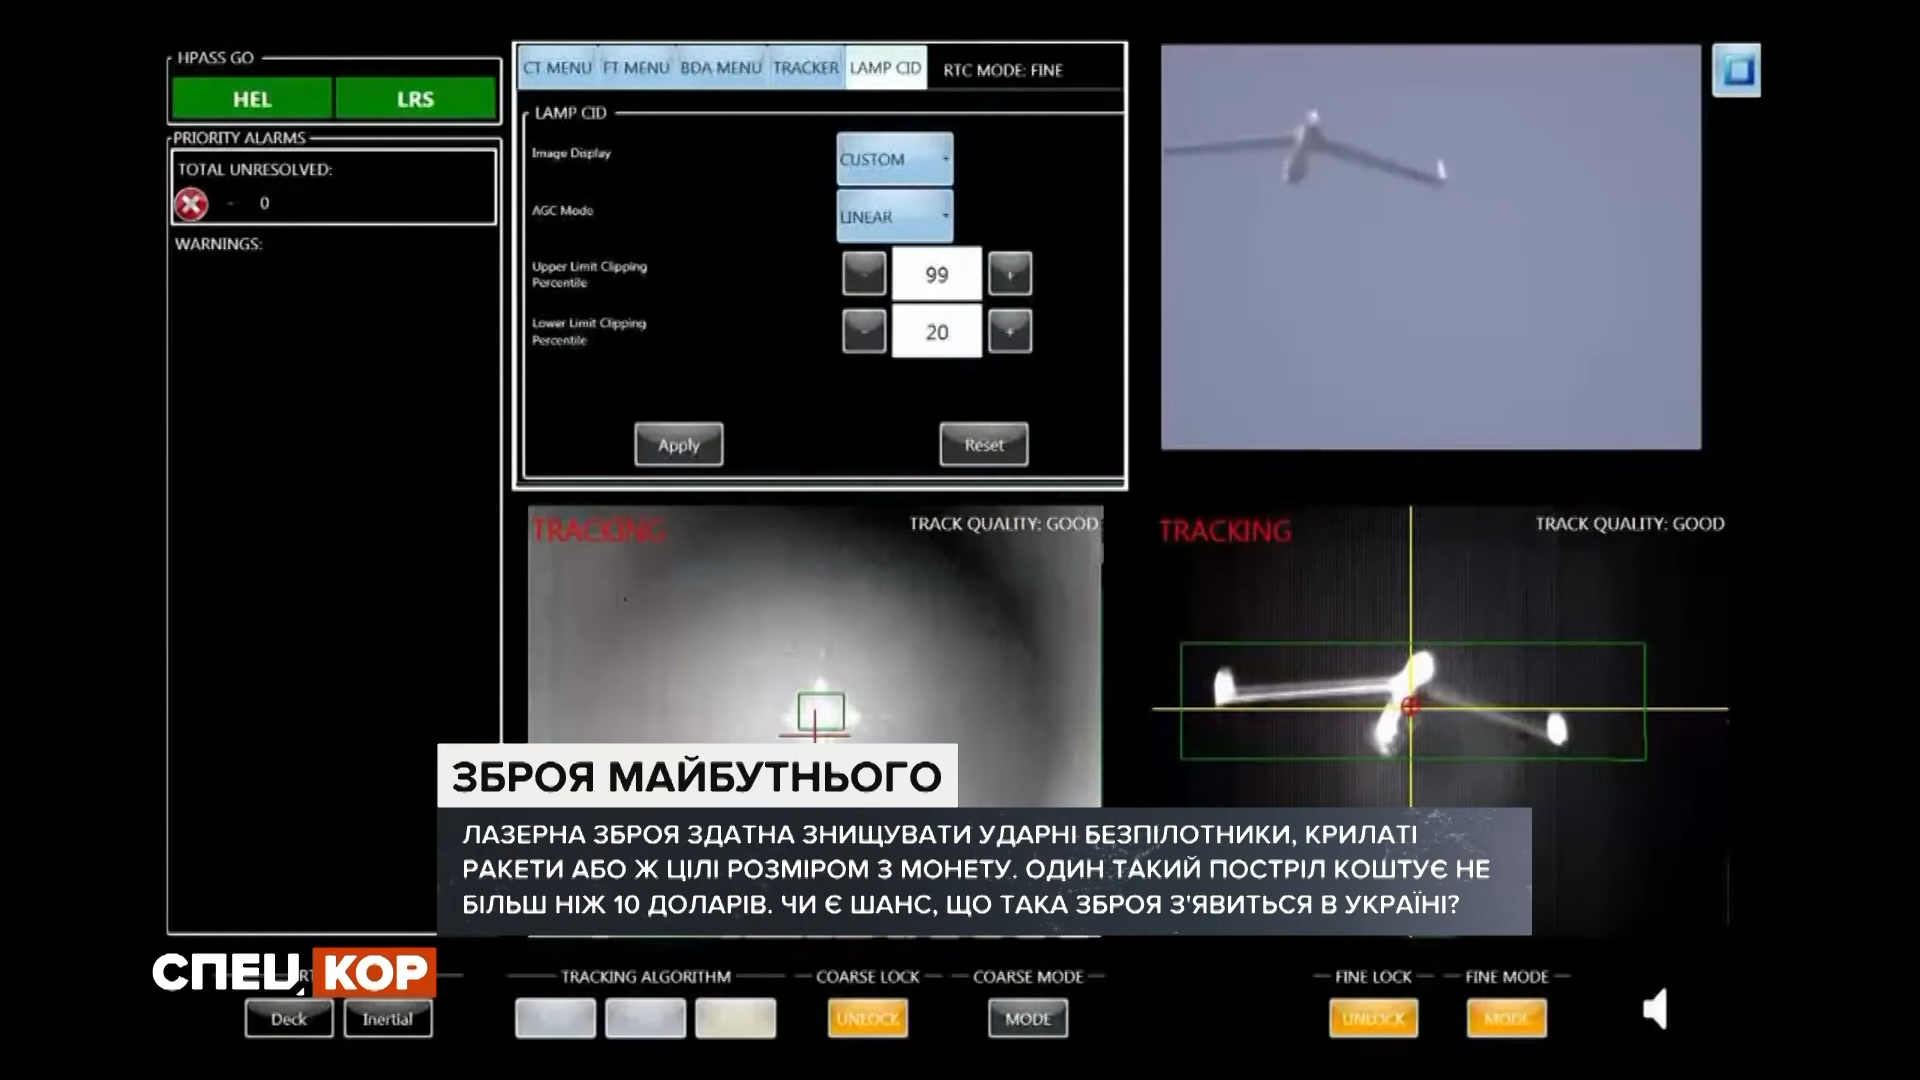 HPASS GO
HEL
LRS
PRIORITY ALARMS
TOTAL UNRESOLVED:
- 0
WARNINGS:
CT MENU
FT MENU
BDA MENU
TRACKER
LAMP CID
RTC MODE: FINE
LAMP CID
Image Display
CUSTOM
AGC Mode
LINEAR
Upper Limit Clipping
Percentile
-
99
+
Lower Limit Clipping
Percentile
-
20
+
Apply
Reset
TRACKING
TRACK QUALITY: GOOD
TRACKING
TRACK QUALITY: GOOD
ЗБРОЯ МАЙБУТНЬОГО
ЛАЗЕРНА ЗБРОЯ ЗДАТНА ЗНИЩУВАТИ УДАРНІ БЕЗПІЛОТНИКИ, КРИЛАТІ
РАКЕТИ АБО Ж ЦІЛІ РОЗМІРОМ З МОНЕТУ. ОДИН ТАКИЙ ПОСТРІЛ КОШТУЄ НЕ
БІЛЬШ НІЖ 10 ДОЛАРІВ. ЧИ Є ШАНС, ЩО ТАКА ЗБРОЯ З'ЯВИТЬСЯ В УКРАЇНІ?
СПЕЦКОР
TRACKING ALGORITHM
COARSE LOCK
COARSE MODE
FINE LOCK
FINE MODE
Deck
Inertial
UNLOCK
MODE
UNLOCK
MODE